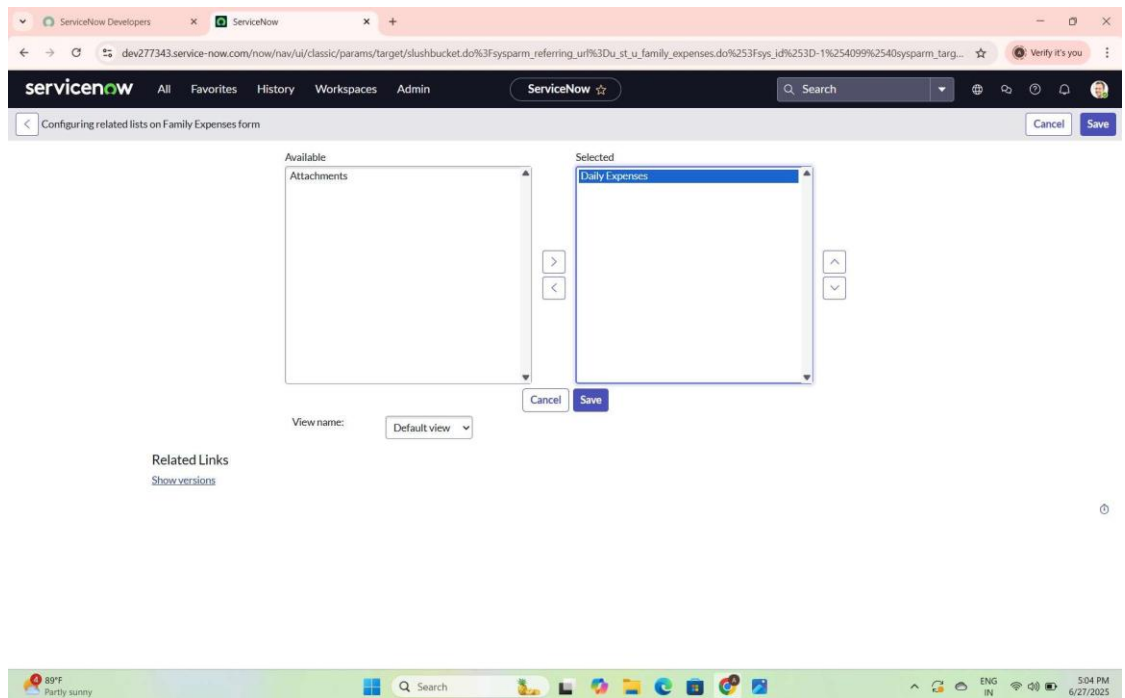 ServiceNow Developers
ServiceNow
dev277343.service-now.com/now/nav/ui/classic/params/target/slushbucket.do%3Fsysparm_referring_url%3Du_st_u_family_expenses.do%253Fsys_id%253D-1%254099%2540sysparm_targ...
Verify it's you
servicenow All Favorites History Workspaces Admin ServiceNow Search
Configuring related lists on Family Expenses form Cancel Save
Available Selected
Attachments Daily Expenses
Cancel Save
View name: Default view
Related Links
Show versions
4 89°F
Partly sunny
Search
ENG
IN
5:04 PM
6/27/2025